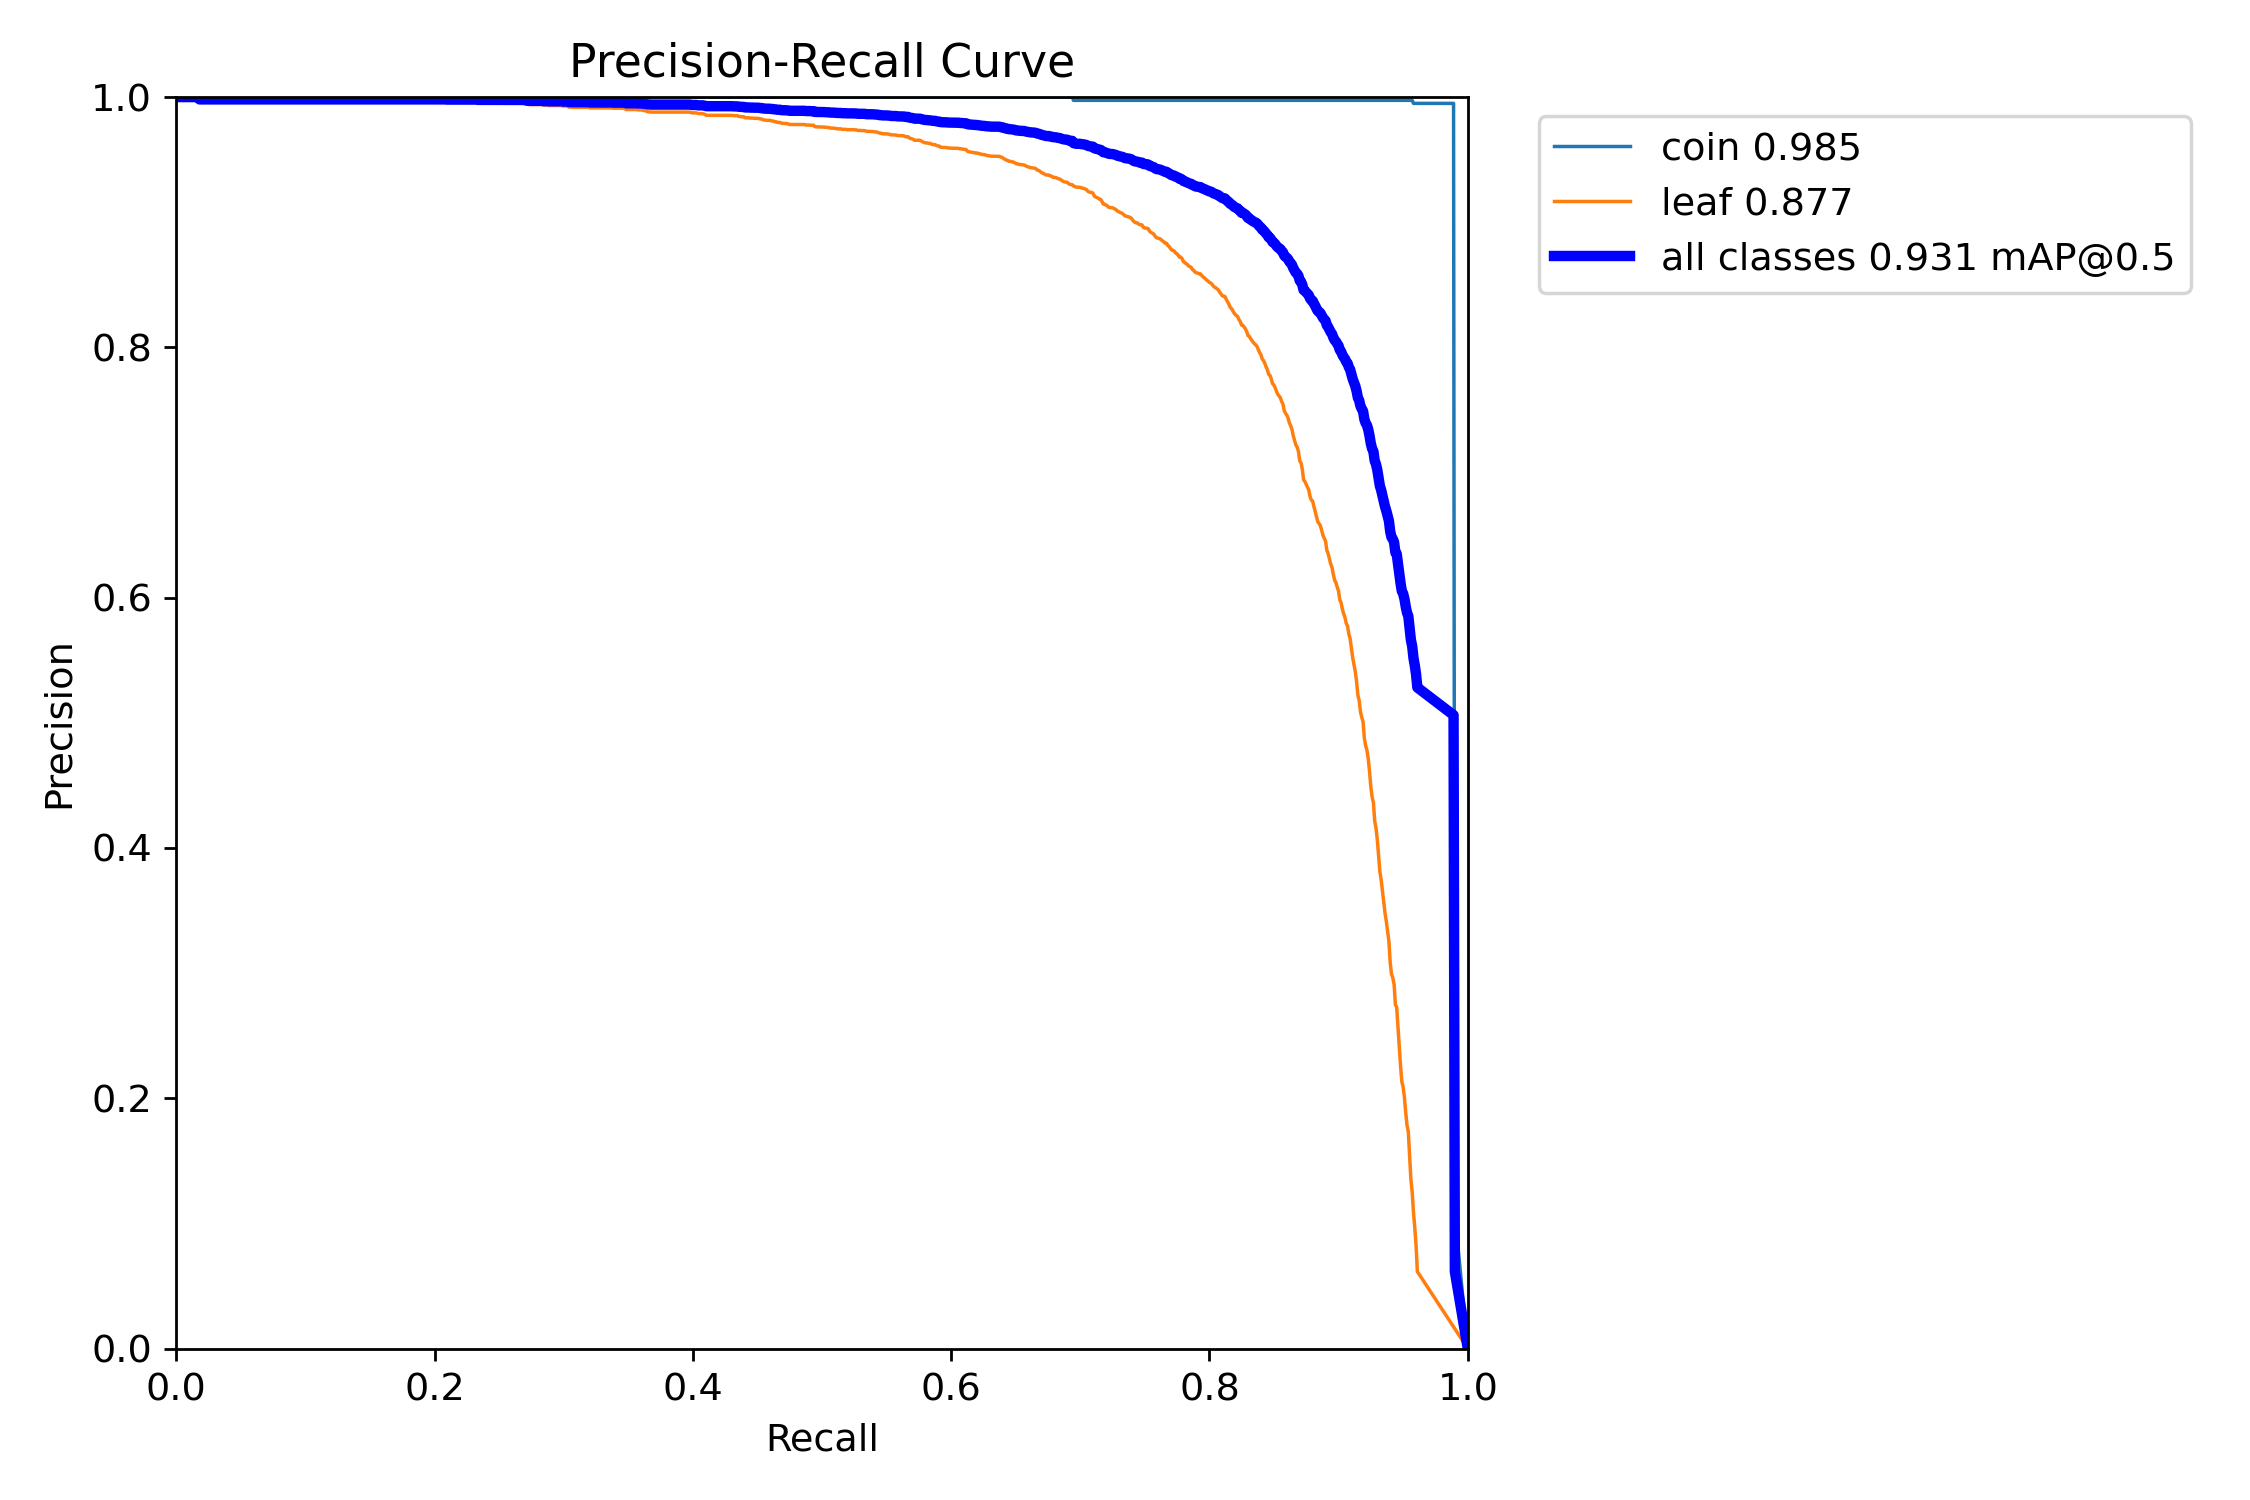 Precision-Recall Curve
1.0
0.8
0.6
0.4
0.2
0.0
Precision
0.0 0.2 0.4 0.6 0.8 1.0
Recall
coin 0.985
leaf 0.877
all classes 0.931 mAP@0.5